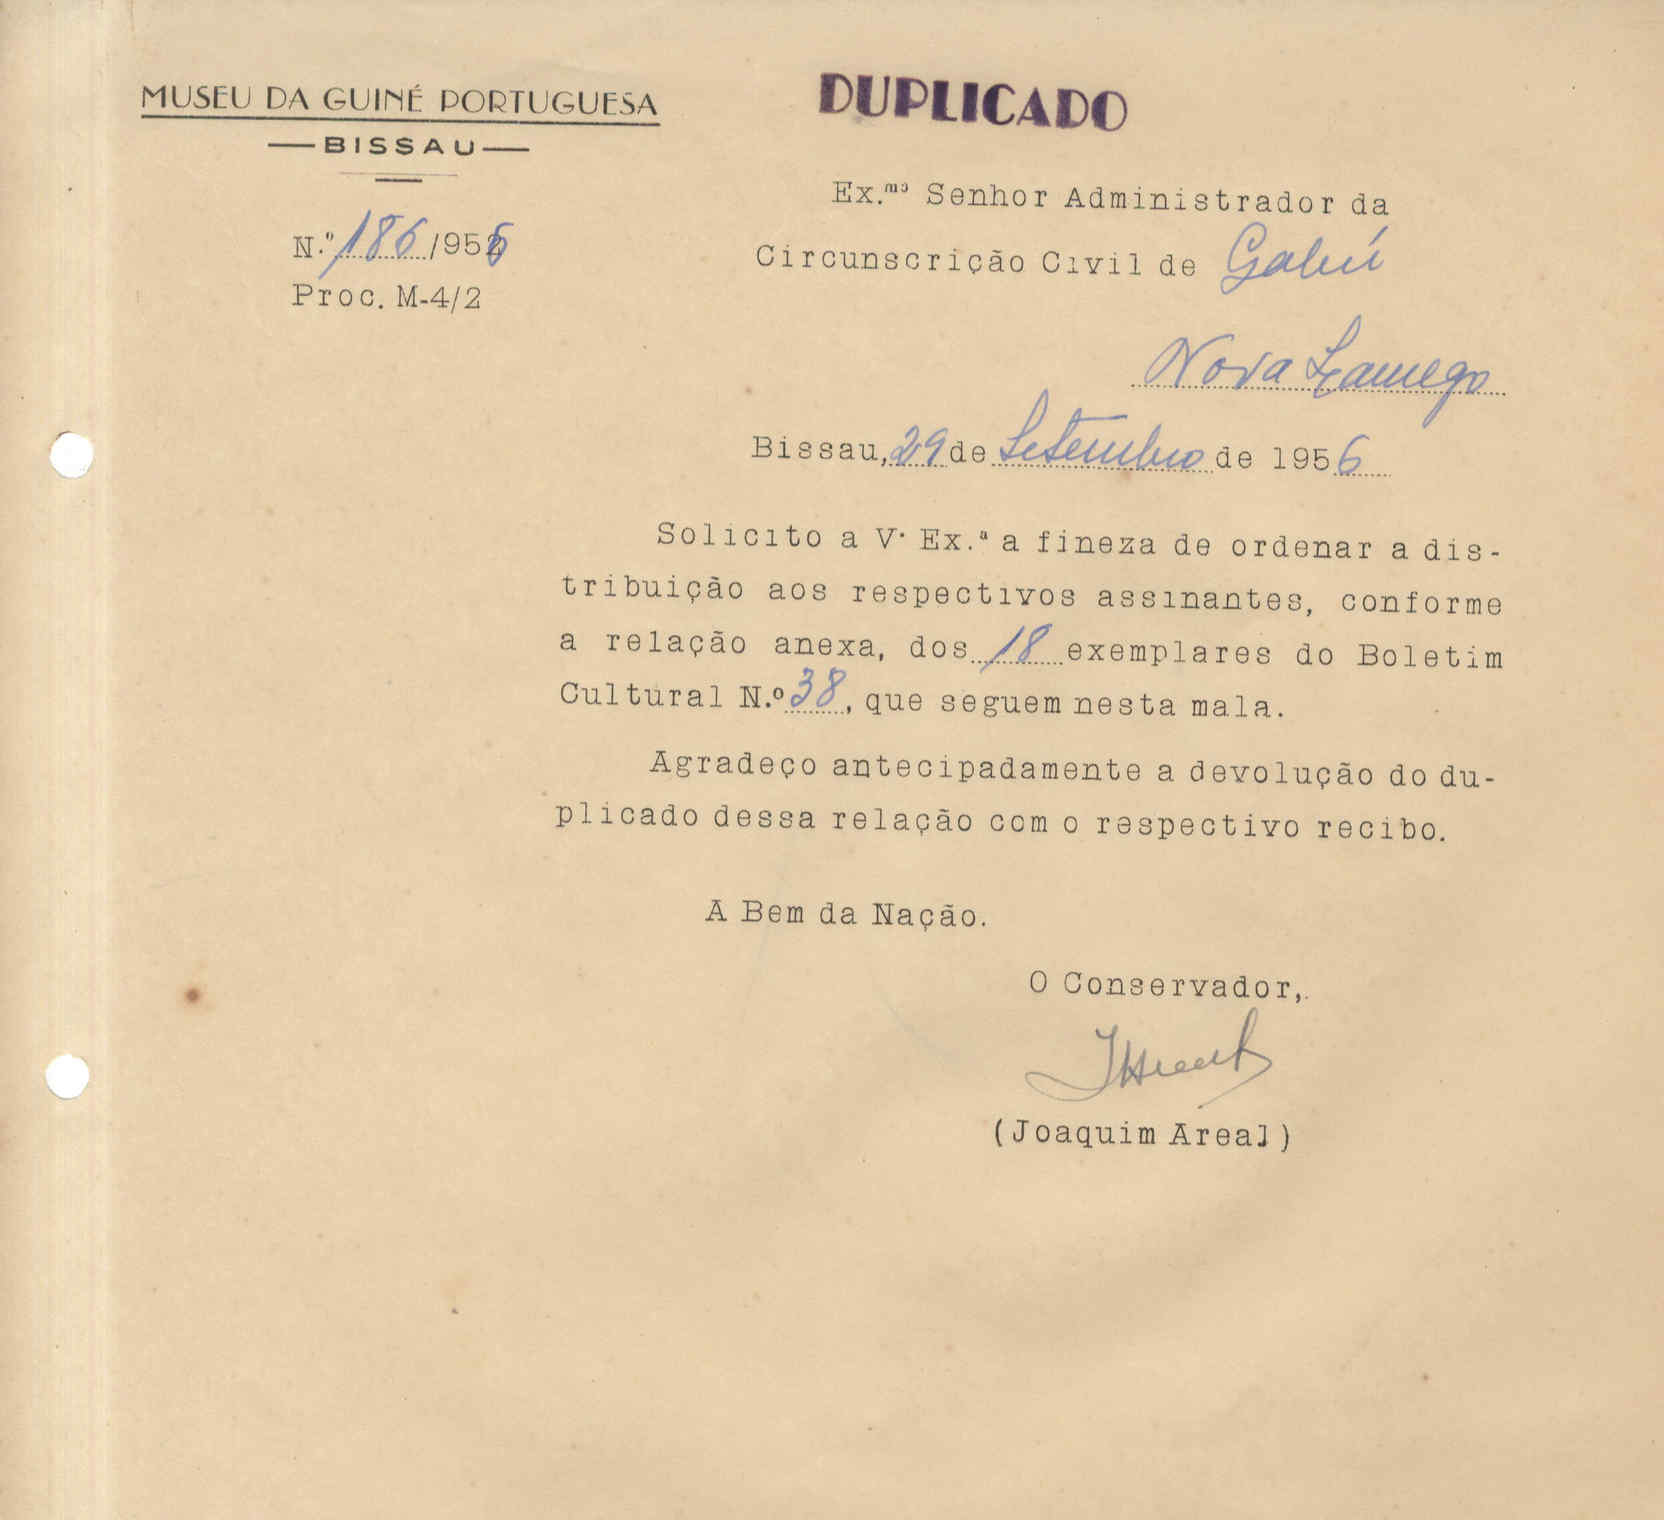 MUSEU DA GUINÉ PORTUGUESA
BISSAU
DUPLICADO
N.º 186/956
Proc. M-4/2
Ex.mo Senhor Administrador da
Circunscrição Civil de Gabú
Nova Lamego
Bissau, 29 de Setembro de 1956
Solicito a V. Ex.ª a fineza de ordenar a dis-
tribuição aos respectivos assinantes, conforme
a relação anexa, dos 18 exemplares do Boletim
Cultural N.º 38, que seguem nesta mala.
Agradeço antecipadamente a devolução do du-
plicado dessa relação com o respectivo recibo.
A Bem da Nação.
O Conservador,
(Joaquim Areal)